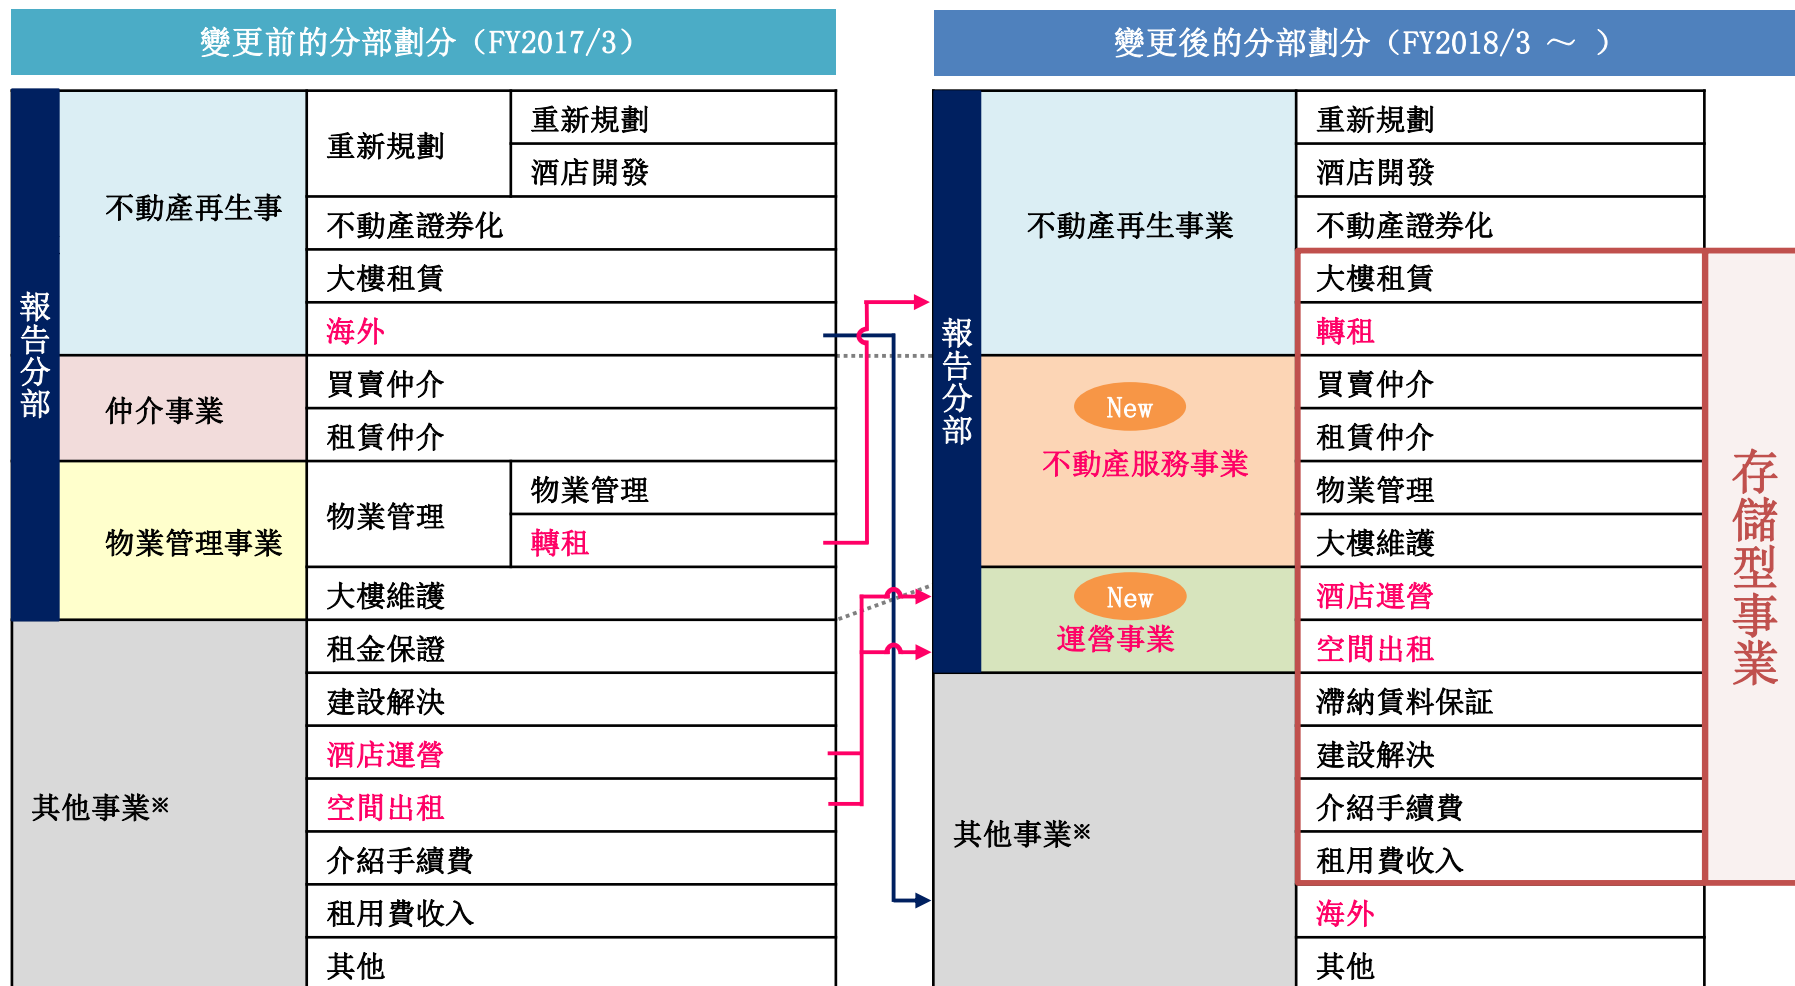 變更前的分部劃分（FY2017/3）
報告分部
不動產再生事
重新規劃
重新規劃
酒店開發
不動產證券化
大樓租賃
海外
仲介事業
買賣仲介
租賃仲介
物業管理事業
物業管理
物業管理
轉租
大樓維護
其他事業※
租金保證
建設解決
酒店運營
空間出租
介紹手續費
租用費收入
其他
變更後的分部劃分（FY2018/3 ～ ）
報告分部
不動產再生事業
重新規劃
酒店開發
不動產證券化
大樓租賃
轉租
New
不動產服務事業
買賣仲介
租賃仲介
物業管理
大樓維護
New
運營事業
酒店運營
空間出租
其他事業※
滯納賃料保証
建設解決
介紹手續費
租用費收入
海外
其他
存儲型事業